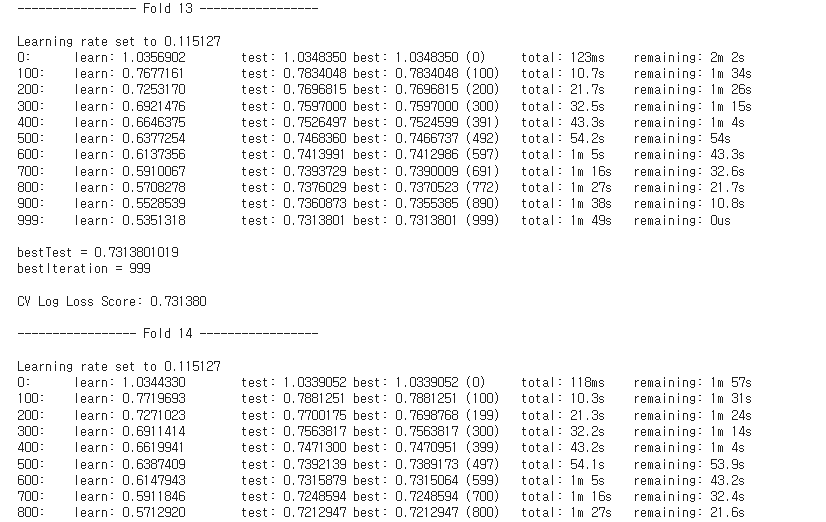 ----------------- Fold 13 -----------------
Learning rate set to 0.115127
0: learn: 1.0356902 test: 1.0348350 best: 1.0348350 (0) total: 123ms remaining: 2m 2s
100: learn: 0.7677161 test: 0.7834048 best: 0.7834048 (100) total: 10.7s remaining: 1m 34s
200: learn: 0.7253170 test: 0.7696815 best: 0.7696815 (200) total: 21.7s remaining: 1m 26s
300: learn: 0.6921476 test: 0.7597000 best: 0.7597000 (300) total: 32.5s remaining: 1m 15s
400: learn: 0.6646375 test: 0.7526497 best: 0.7524599 (391) total: 43.3s remaining: 1m 4s
500: learn: 0.6377254 test: 0.7468360 best: 0.7466737 (492) total: 54.2s remaining: 54s
600: learn: 0.6137356 test: 0.7413991 best: 0.7412986 (597) total: 1m 5s remaining: 43.3s
700: learn: 0.5910067 test: 0.7393729 best: 0.7390009 (691) total: 1m 16s remaining: 32.6s
800: learn: 0.5708278 test: 0.7376029 best: 0.7370523 (772) total: 1m 27s remaining: 21.7s
900: learn: 0.5528539 test: 0.7360873 best: 0.7355385 (890) total: 1m 38s remaining: 10.8s
999: learn: 0.5351318 test: 0.7313801 best: 0.7313801 (999) total: 1m 49s remaining: 0us
bestTest = 0.7313801019
bestIteration = 999
CV Log Loss Score: 0.731380
----------------- Fold 14 -----------------
Learning rate set to 0.115127
0: learn: 1.0344330 test: 1.0339052 best: 1.0339052 (0) total: 118ms remaining: 1m 57s
100: learn: 0.7719693 test: 0.7881251 best: 0.7881251 (100) total: 10.3s remaining: 1m 31s
200: learn: 0.7271023 test: 0.7700175 best: 0.7698768 (199) total: 21.3s remaining: 1m 24s
300: learn: 0.6911414 test: 0.7563817 best: 0.7563817 (300) total: 32.2s remaining: 1m 14s
400: learn: 0.6619941 test: 0.7471300 best: 0.7470951 (399) total: 43.2s remaining: 1m 4s
500: learn: 0.6387409 test: 0.7392139 best: 0.7389173 (497) total: 54.1s remaining: 53.9s
600: learn: 0.6147943 test: 0.7315879 best: 0.7315064 (599) total: 1m 5s remaining: 43.2s
700: learn: 0.5911846 test: 0.7248594 best: 0.7248594 (700) total: 1m 16s remaining: 32.4s
800: learn: 0.5712920 test: 0.7212947 best: 0.7212947 (800) total: 1m 27s remaining: 21.6s